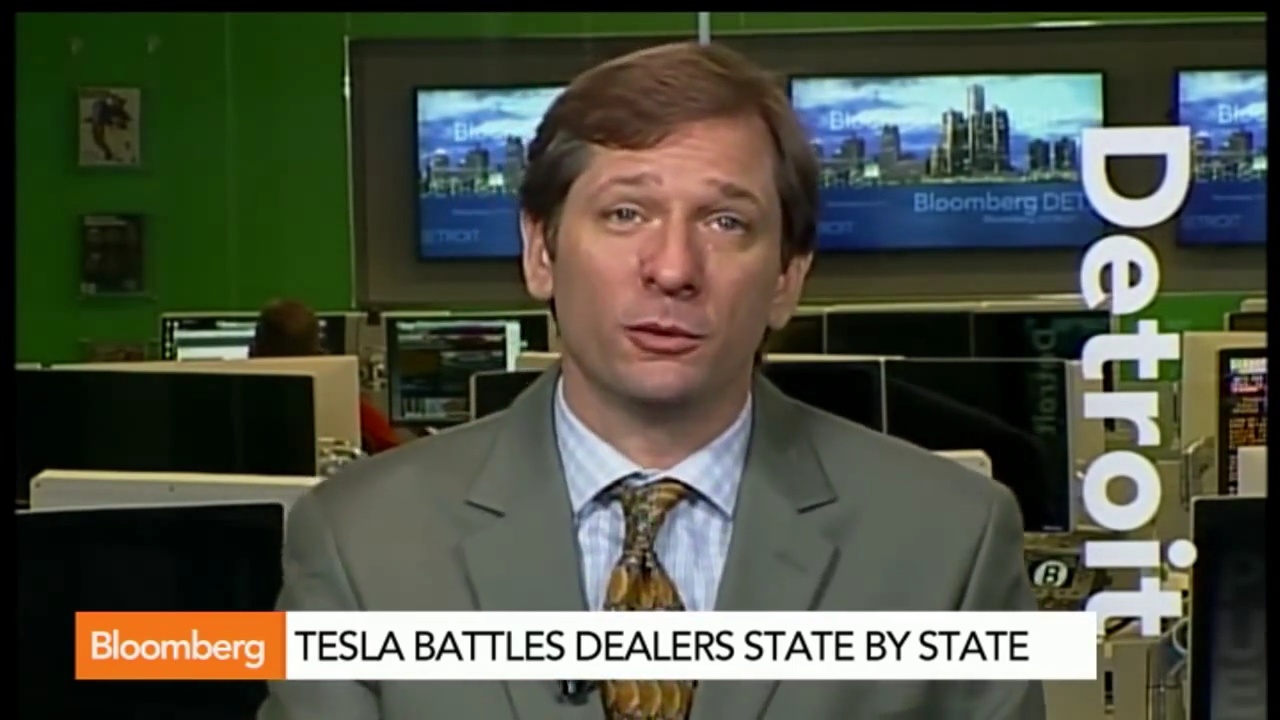 Bloomberg DET
Detroit
Bloomberg
TESLA BATTLES DEALERS STATE BY STATE